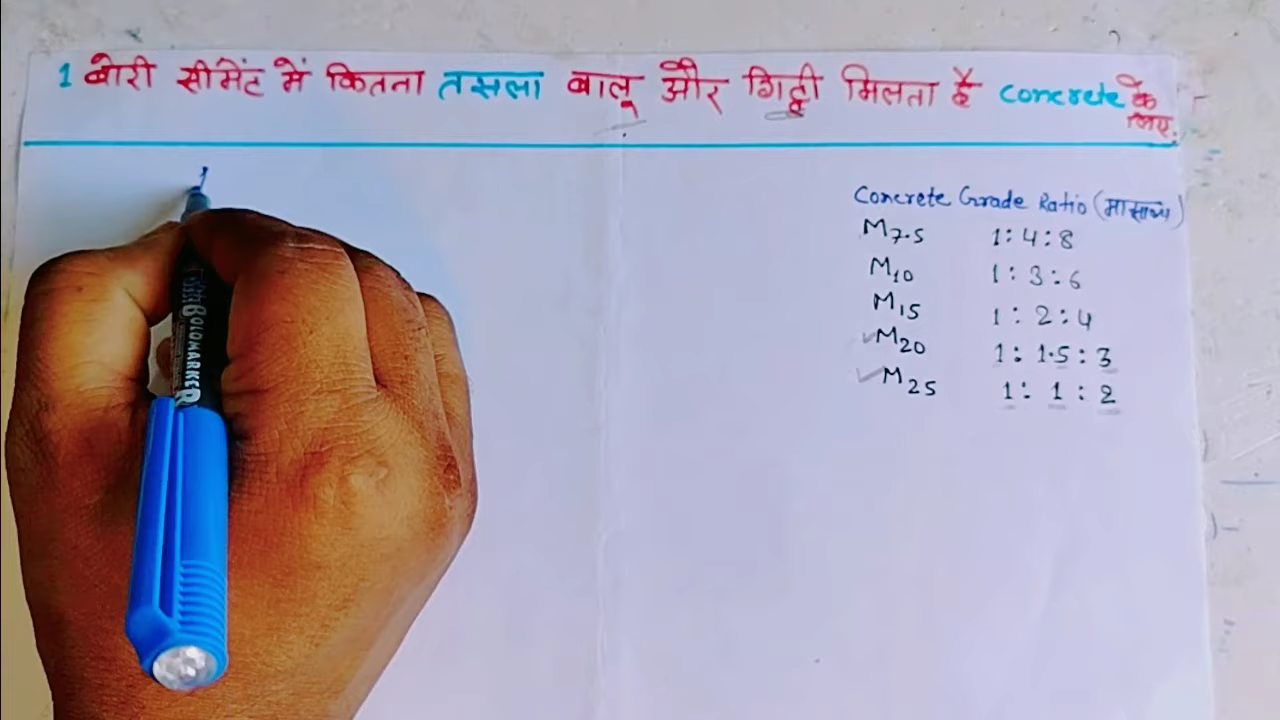 1 बोरी सीमेंट में कितना तसला बालू और गिट्टी मिलता है concrete के लिए.
Concrete Grade Ratio
M7.5 1:4:8
M10 1:3:6
M15 1:2:4
M20 1:1.5:3
M25 1:1:2
COLOMARKER